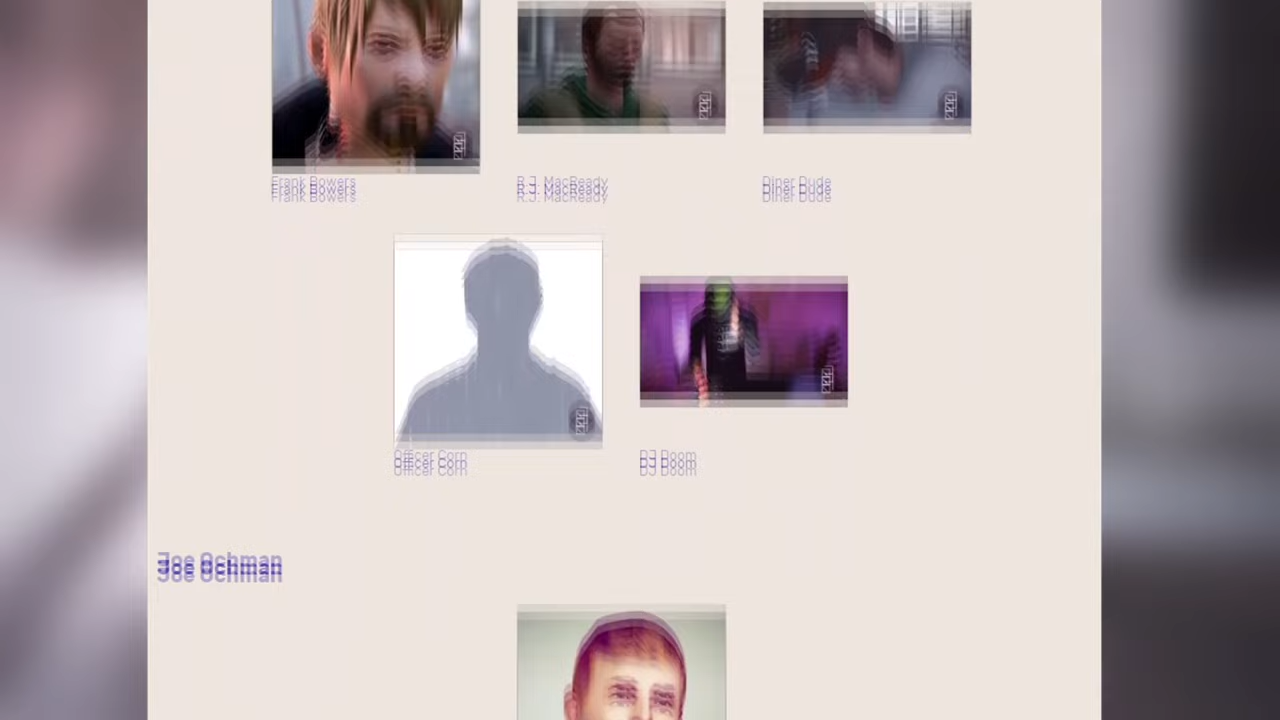 Frank Bowers
R.J. MacReady
Diner Dude
Officer Corn
DJ Doom
Joe Ochman